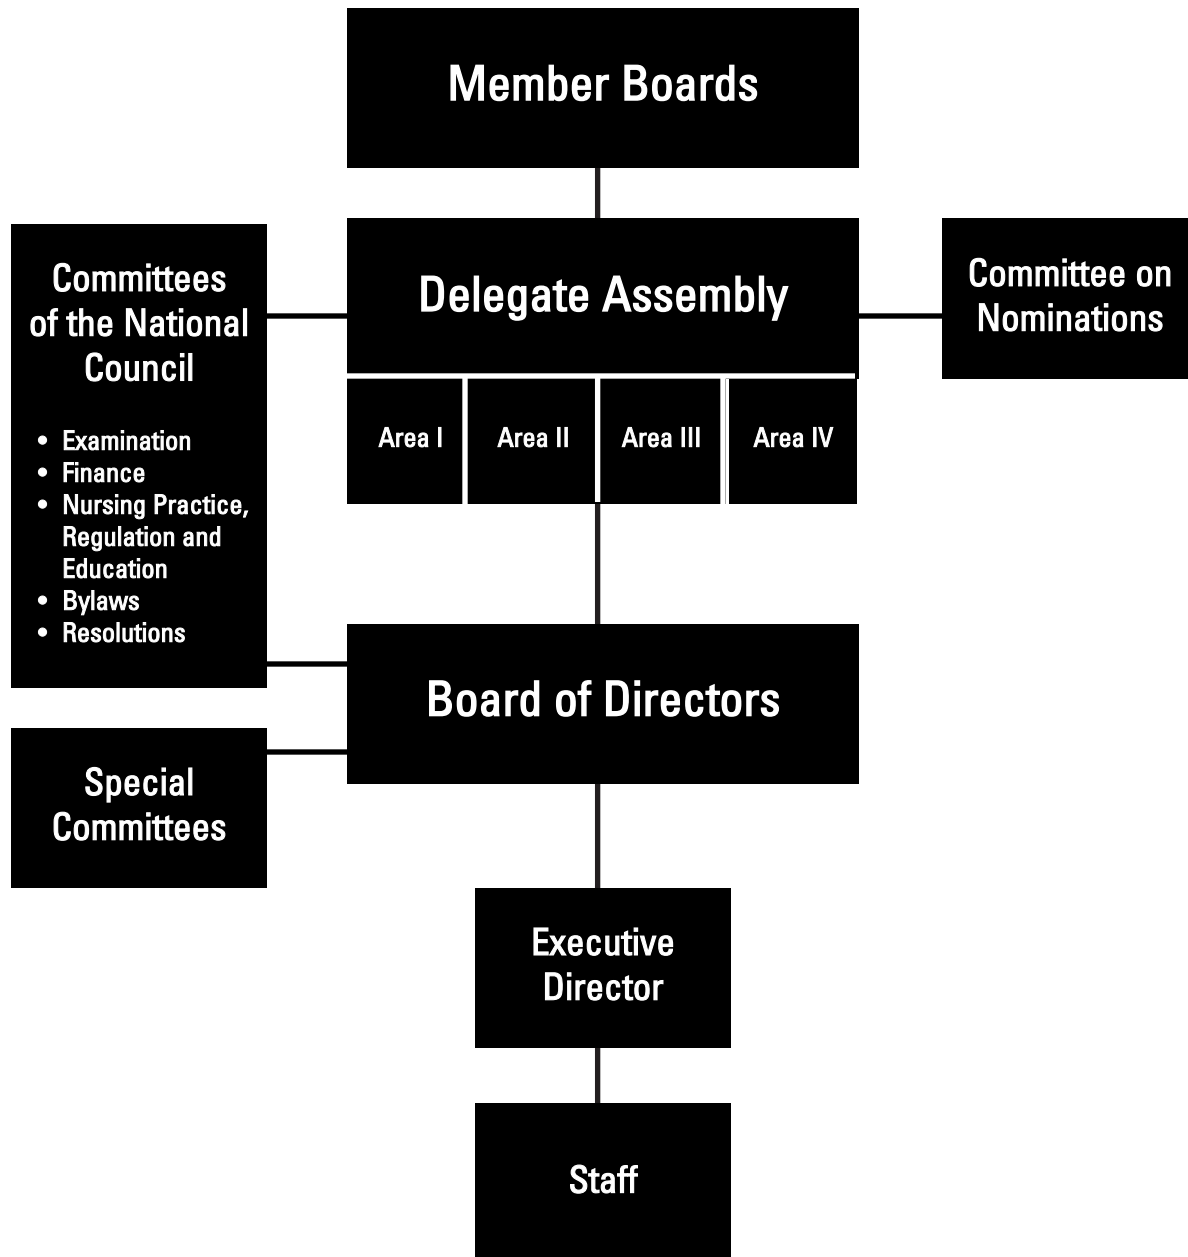 Member Boards
Committees
of the National
Council
• Examination
• Finance
• Nursing Practice,
Regulation and
Education
• Bylaws
• Resolutions
Delegate Assembly
Area I
Area II
Area III
Area IV
Committee on
Nominations
Board of Directors
Special
Committees
Executive
Director
Staff